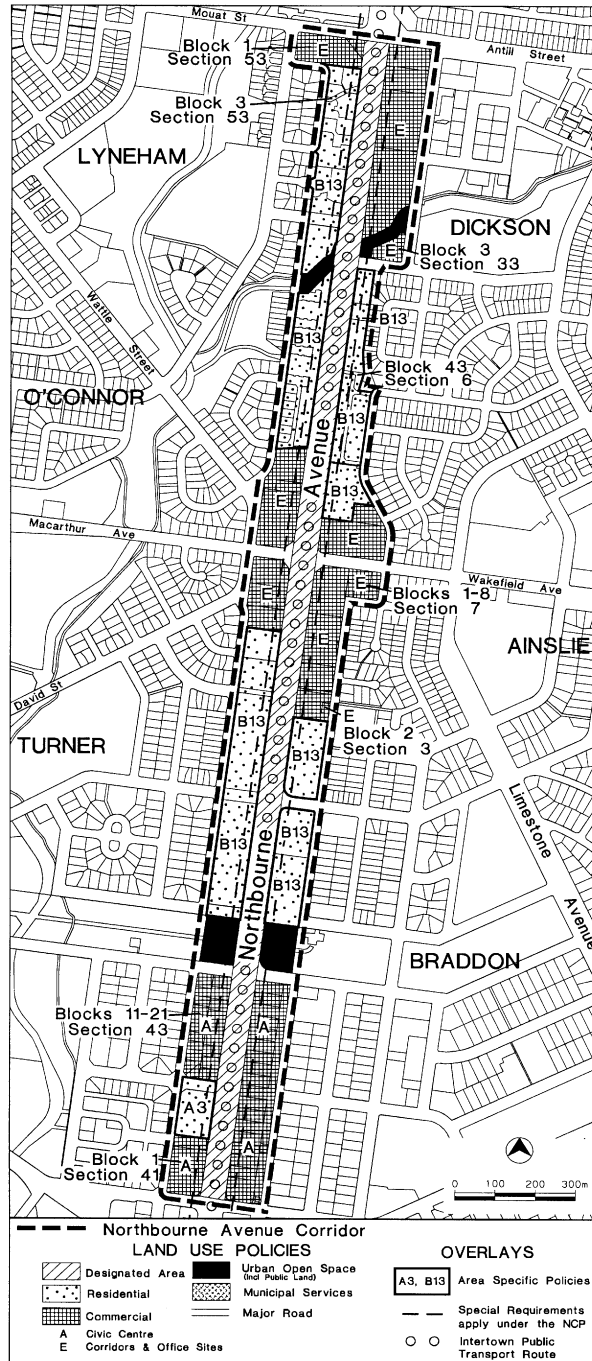 Mouat St
Antill Street
Block 1
Section 53
E
Block 3
Section 53
E
LYNEHAM
B13
DICKSON
E
Block 3
Section 33
B13
Wattle Street
B13
Block 43
Section 6
O'CONNOR
B13
Avenue
B13
E
E
Macarthur Ave
Wakefield Ave
E
Blocks 1-8
Section 7
E
E
AINSLIE
David St
E
Block 2
Section 3
B13
B13
TURNER
Limestone Avenue
B13
B13
B13
Northbourne
BRADDON
Blocks 11-21
Section 43
A
A
A3
Block 1
Section 41
A
A
0 100 200 300m
Northbourne Avenue Corridor
LAND USE POLICIES
Designated Area
Residential
Commercial
A Civic Centre
E Corridors & Office Sites
Urban Open Space
(Incl Public Land)
Municipal Services
Major Road
OVERLAYS
A3, B13 Area Specific Policies
Special Requirements
apply under the NCP
Intertown Public
Transport Route